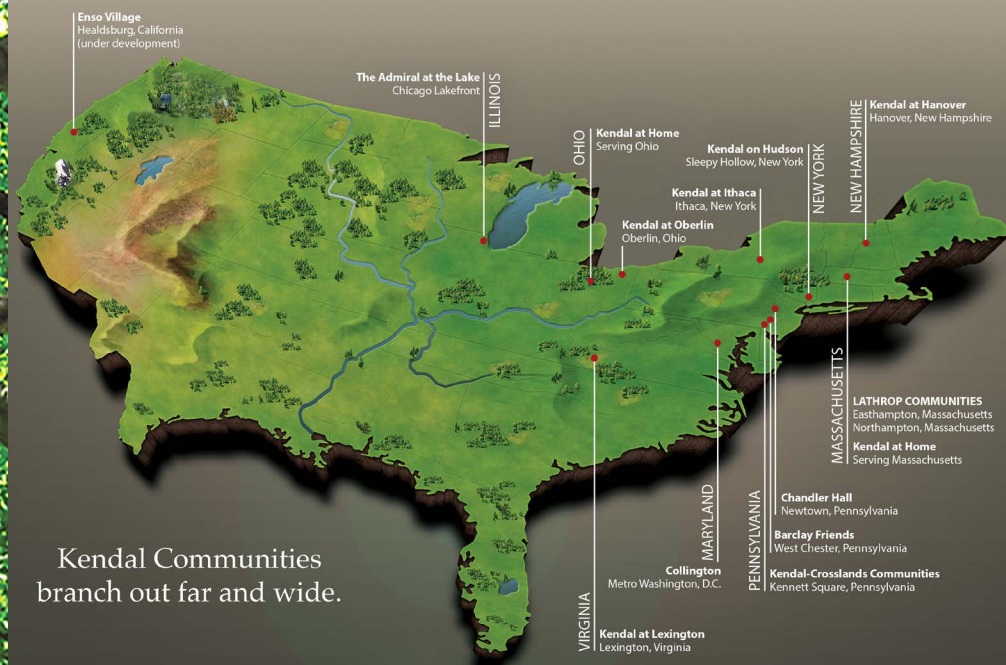 Enso Village
Healdsburg, California
(under development)
The Admiral at the Lake
Chicago Lakefront
ILLINOIS
OHIO
Kendal at Home
Serving Ohio
Kendal at Oberlin
Oberlin, Ohio
Kendal on Hudson
Sleepy Hollow, New York
Kendal at Ithaca
Ithaca, New York
NEW YORK
NEW HAMPSHIRE
Kendal at Hanover
Hanover, New Hampshire
MASSACHUSETTS
LATHROP COMMUNITIES
Easthampton, Massachusetts
Northampton, Massachusetts
Kendal at Home
Serving Massachusetts
PENNSYLVANIA
Chandler Hall
Newtown, Pennsylvania
Barclay Friends
West Chester, Pennsylvania
Kendal-Crosslands Communities
Kennett Square, Pennsylvania
MARYLAND
Collington
Metro Washington, D.C.
VIRGINIA
Kendal at Lexington
Lexington, Virginia
Kendal Communities
branch out far and wide.